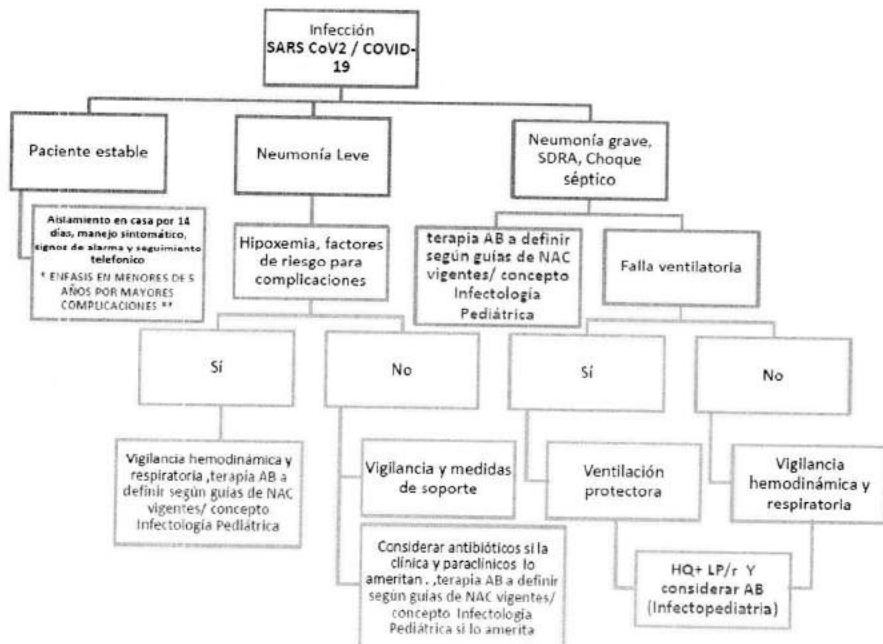 Infección
SARS CoV2 / COVID-
19
Paciente estable
Neumonía Leve
Neumonía grave,
SDRA, Choque
séptico
Aislamiento en casa por 14
días, manejo sintomático,
signos de alarma y seguimiento
telefonico
* ENFASIS EN MENORES DE 5
AÑOS POR MAYORES
COMPLICACIONES **
Hipoxemia, factores
de riesgo para
complicaciones
terapia AB a definir
según guías de NAC
vigentes/ concepto
Infectología
Pediátrica
Falla ventilatoria
Sí
No
Sí
No
Vigilancia hemodinámica y
respiratoria ,terapia AB a
definir según guías de NAC
vigentes/ concepto
Infectología Pediátrica
Vigilancia y medidas
de soporte
Considerar antibióticos si la
clínica y paraclínicos lo
ameritan . ,terapia AB a definir
según guías de NAC vigentes/
concepto Infectología
Pediátrica si lo amerita
Ventilación
protectora
Vigilancia
hemodinámica y
respiratoria
HQ+ LP/r Y
considerar AB
(Infectopediatria)